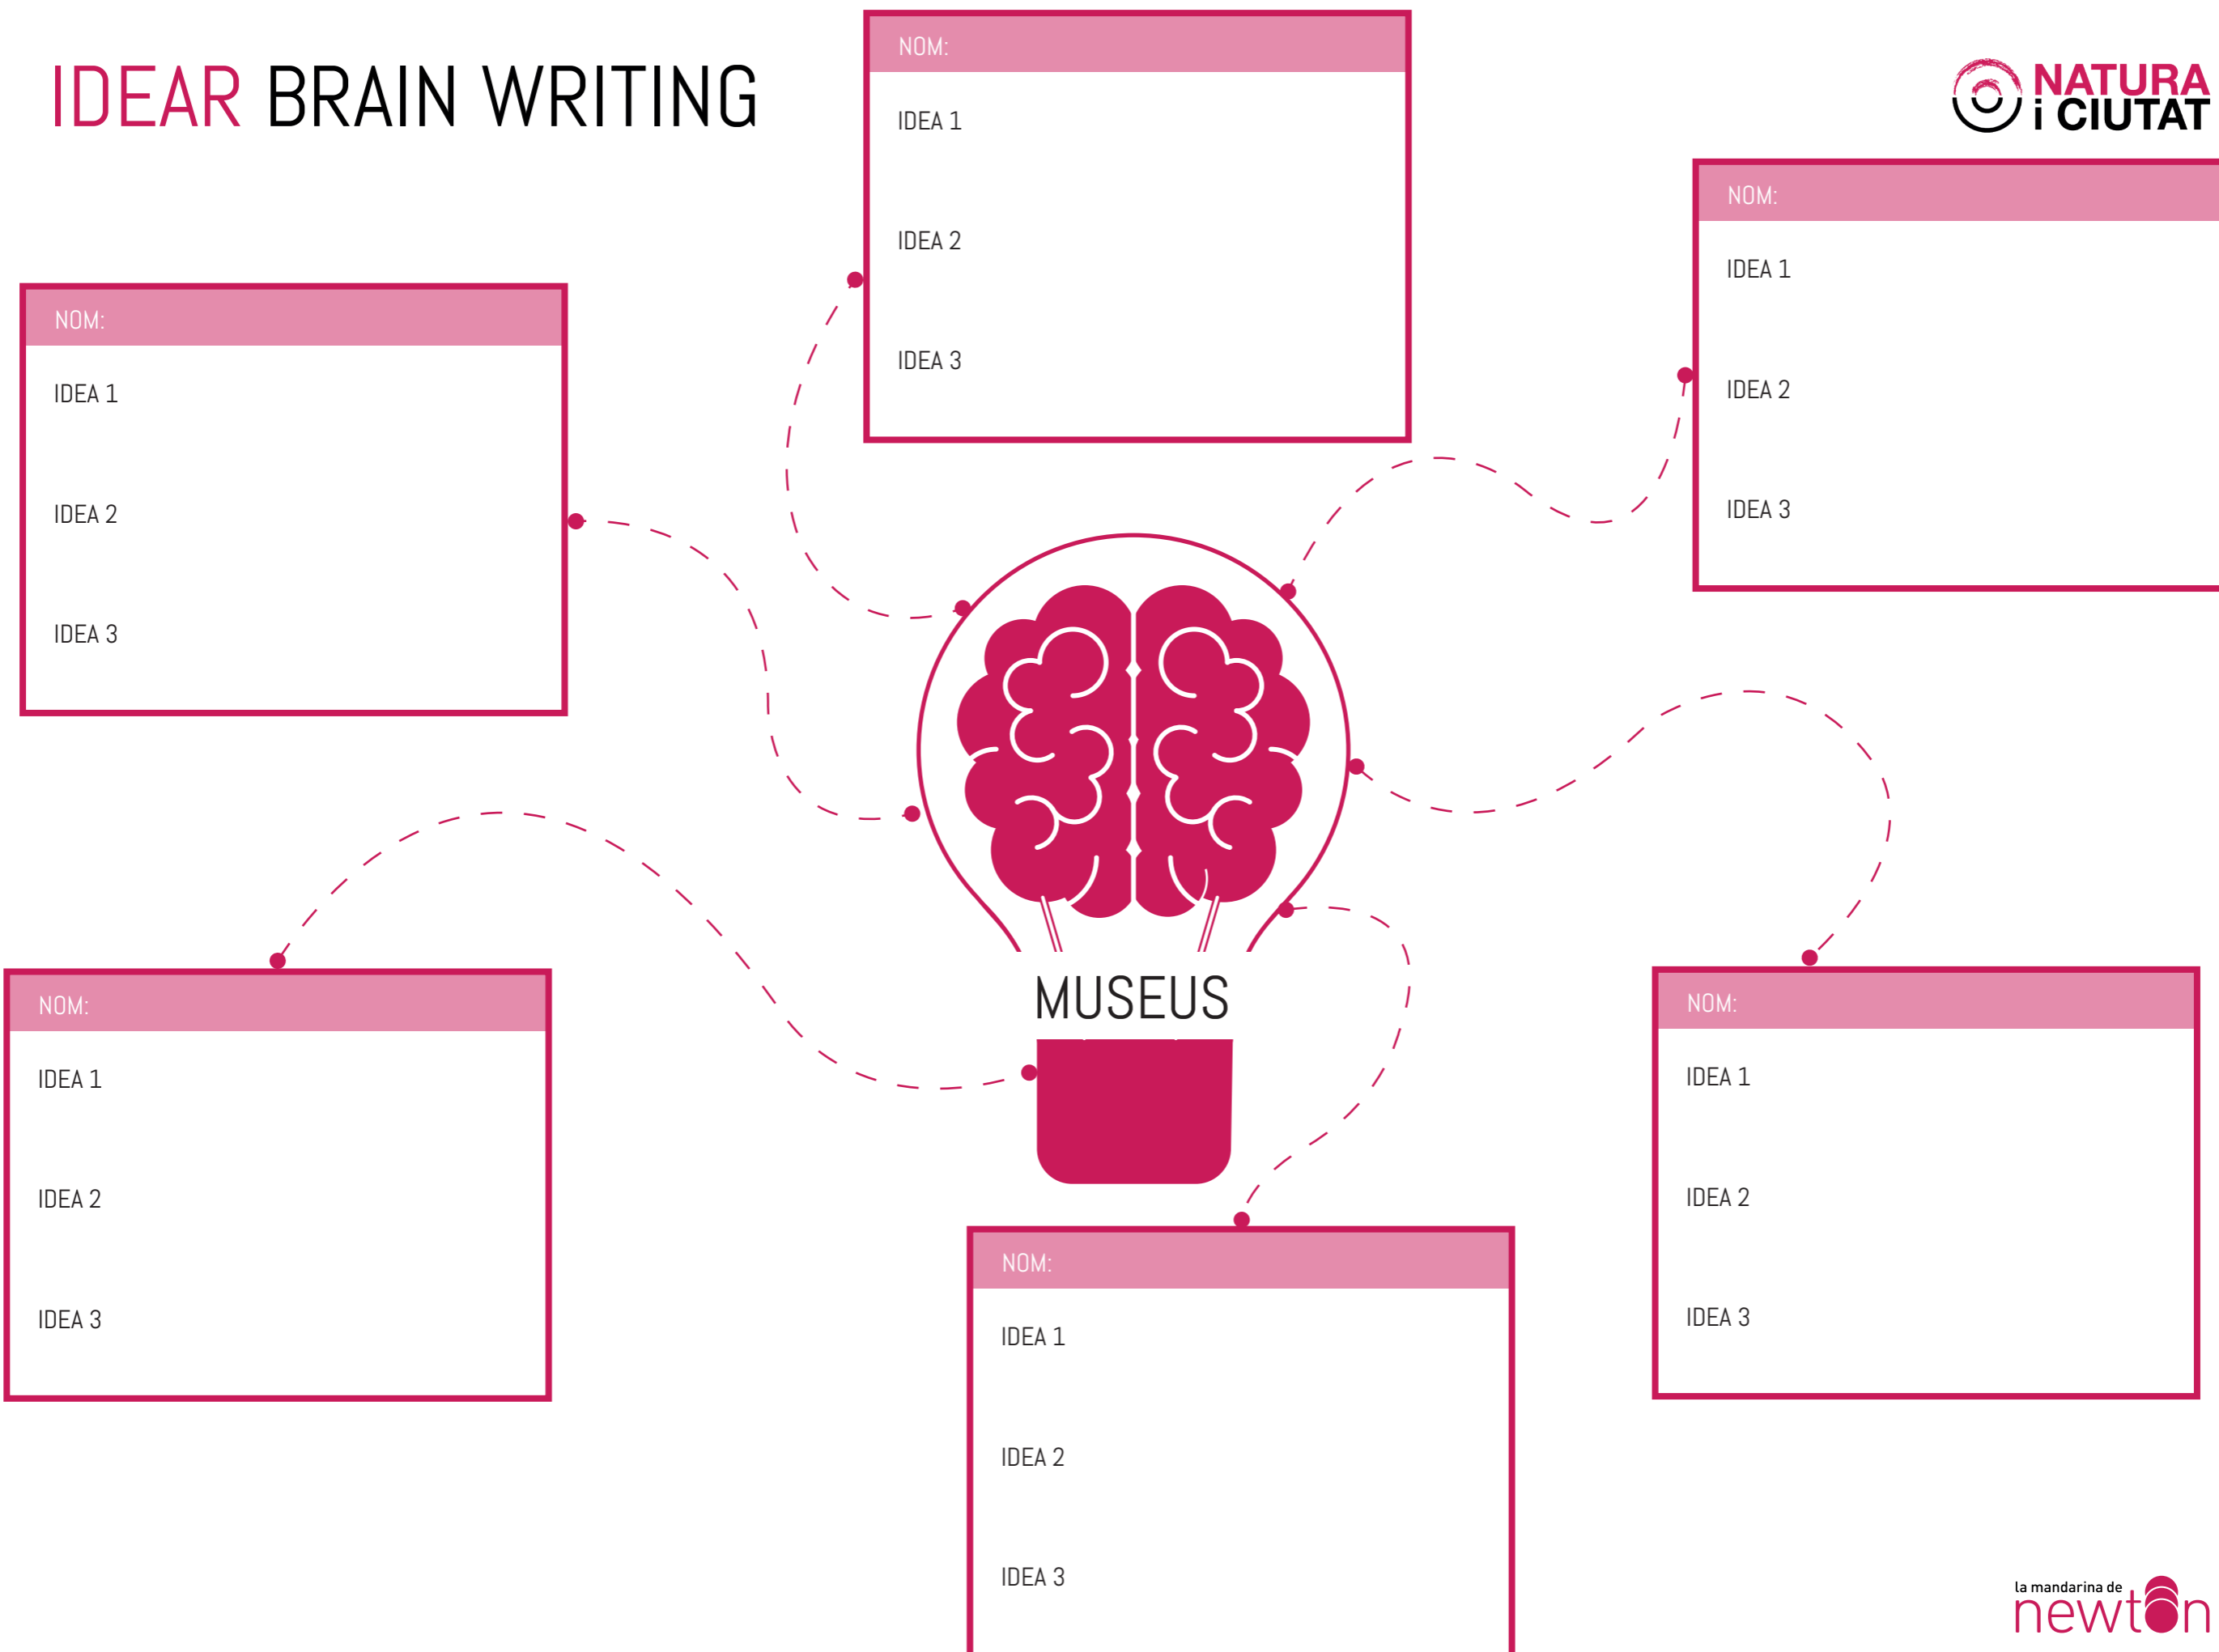 IDEAR BRAIN WRITING
NOM:
IDEA 1
IDEA 2
IDEA 3
NATURA
i CIUTAT
NOM:
IDEA 1
IDEA 2
IDEA 3
NOM:
IDEA 1
IDEA 2
IDEA 3
MUSEUS
NOM:
IDEA 1
IDEA 2
IDEA 3
NOM:
IDEA 1
IDEA 2
IDEA 3
NOM:
IDEA 1
IDEA 2
IDEA 3
la mandarina de
newton